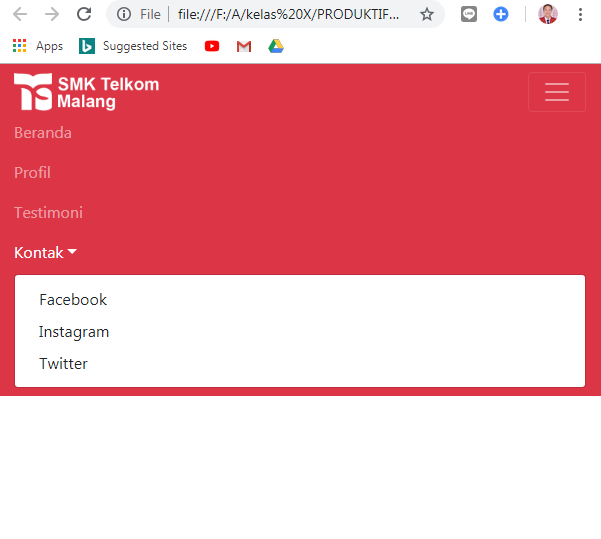 File file:///F:/A/kelas%20X/PRODUKTIF...
Apps Suggested Sites
SMK Telkom
Malang
Beranda
Profil
Testimoni
Kontak
Facebook
Instagram
Twitter